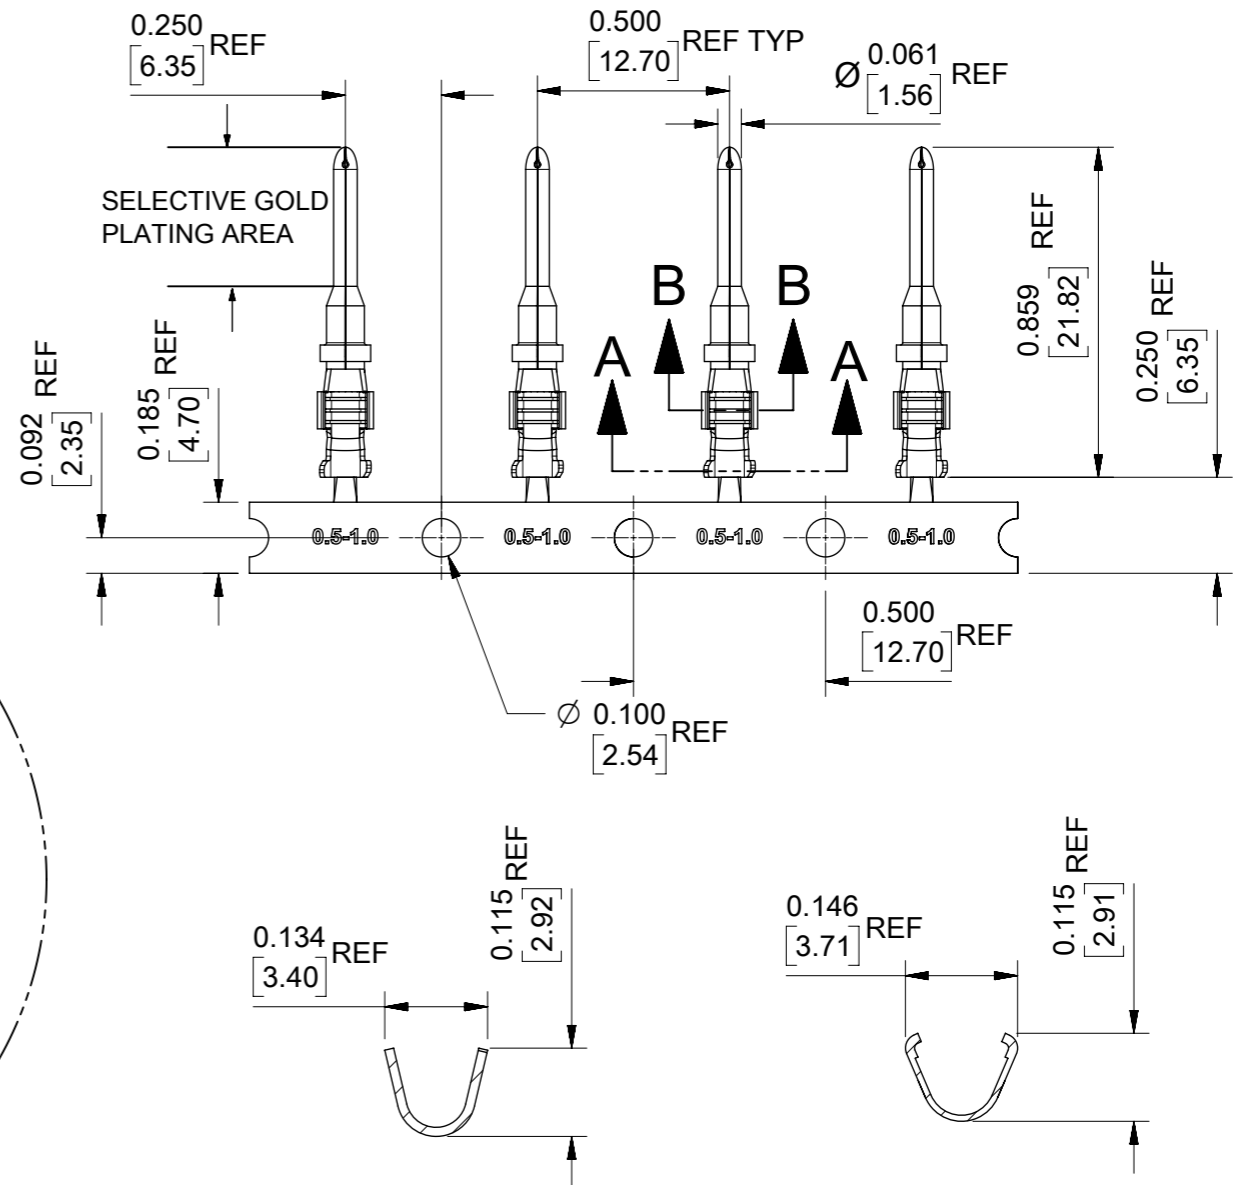 0.250
[6.35] REF
0.500
[12.70] REF TYP
Ø 0.061
[1.56] REF
SELECTIVE GOLD
PLATING AREA
B B
A A
0.859
[21.82] REF
0.250
[6.35] REF
0.092
[2.35] REF
0.185
[4.70] REF
0.5-1.0 0.5-1.0 0.5-1.0 0.5-1.0
0.500
[12.70] REF
Ø 0.100
[2.54] REF
0.134
[3.40] REF
0.115
[2.92] REF
0.146
[3.71] REF
0.115
[2.91] REF